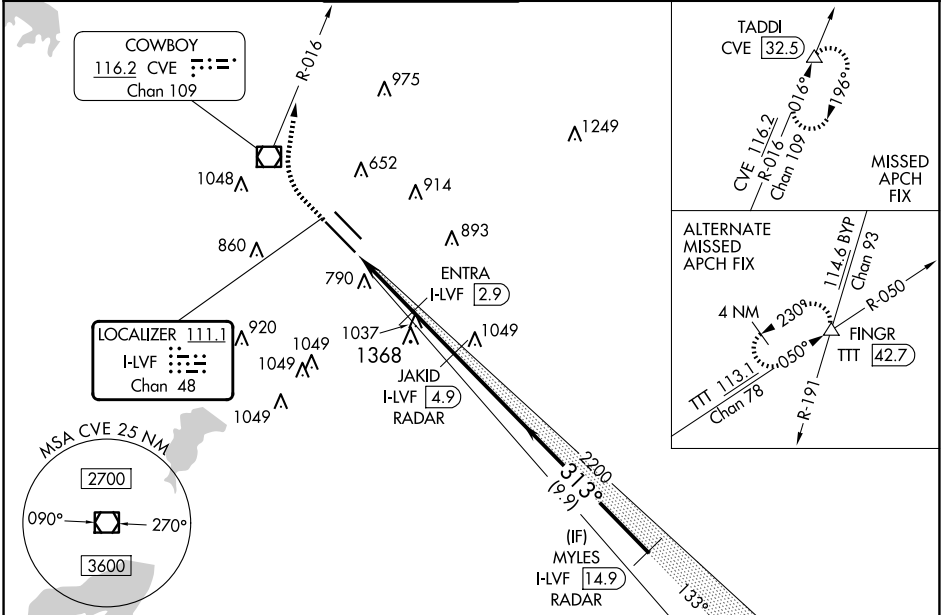 COWBOY
116.2 CVE
Chan 109
R-016
975
1249
652
1048
914
860
893
790
ENTRA
I-LVF 2.9
LOCALIZER 111.1
I-LVF
Chan 48
920
1049
1049
1049
1037
1368
1049
JAKID
I-LVF 4.9
RADAR
MSA CVE 25 NM
2700
090°
270°
3600
2200
313°
(9.9)
(IF)
MYLES
I-LVF 14.9
RADAR
133°
TADDI
CVE 32.5
016°
196°
CVE 116.2
R-016
Chan 109
MISSED
APCH
FIX
ALTERNATE
MISSED
APCH FIX
114.6 BYP
Chan 93
R-050
4 NM
230°
050°
FINGR
TTT 42.7
TTT 113.1
Chan 78
R-191